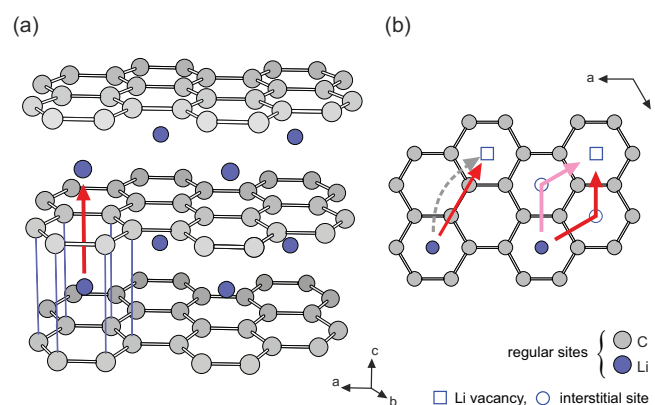 (a)
(b)
a
c
a
b
regular sites { C
Li
Li vacancy, interstitial site